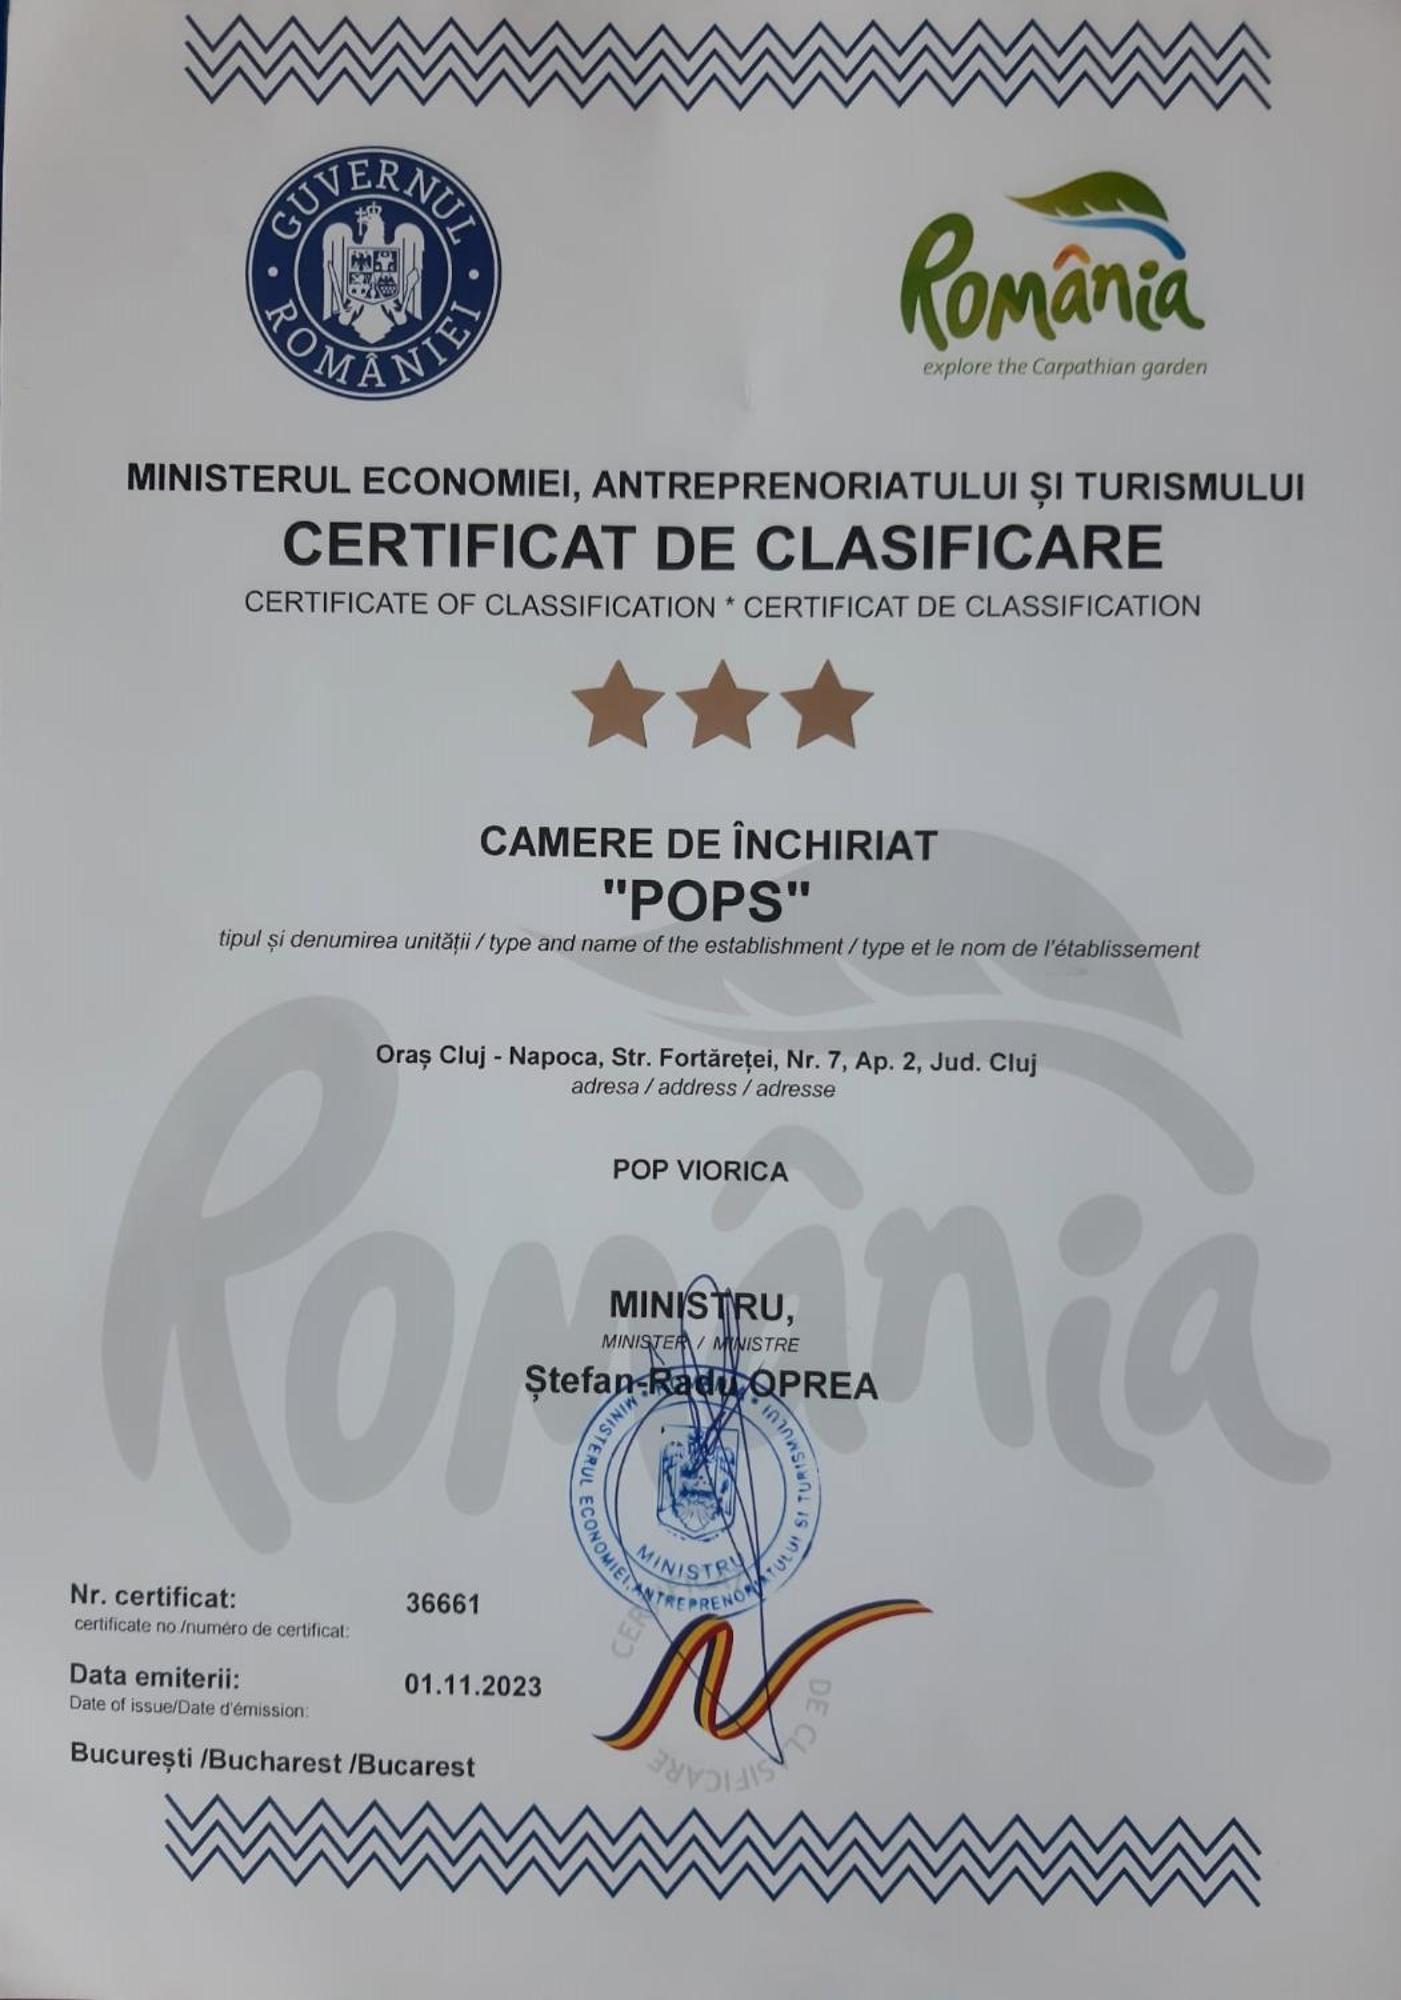 GUVERNUL ROMÂNIEI
România
explore the Carpathian garden
MINISTERUL ECONOMIEI, ANTREPRENORIATULUI ȘI TURISMULUI
CERTIFICAT DE CLASIFICARE
CERTIFICATE OF CLASSIFICATION * CERTIFICAT DE CLASSIFICATION
CAMERE DE ÎNCHIRIAT
"POPS"
tipul și denumirea unității / type and name of the establishment / type et le nom de l'établissement
Oraș Cluj - Napoca, Str. Fortăreței, Nr. 7, Ap. 2, Jud. Cluj
adresa / address / adresse
POP VIORICA
România
MINISTRU,
MINISTER / MINISTRE
Ștefan-Radu OPREA
MINISTERUL ECONOMIEI, ANTREPRENORIATULUI SI TURISMULUI
MINISTRU
Nr. certificat: 36661
certificate no./numéro de certificat:
Data emiterii: 01.11.2023
Date of issue/Date d'émission:
DE CLASIFICARE
București /Bucharest /Bucarest